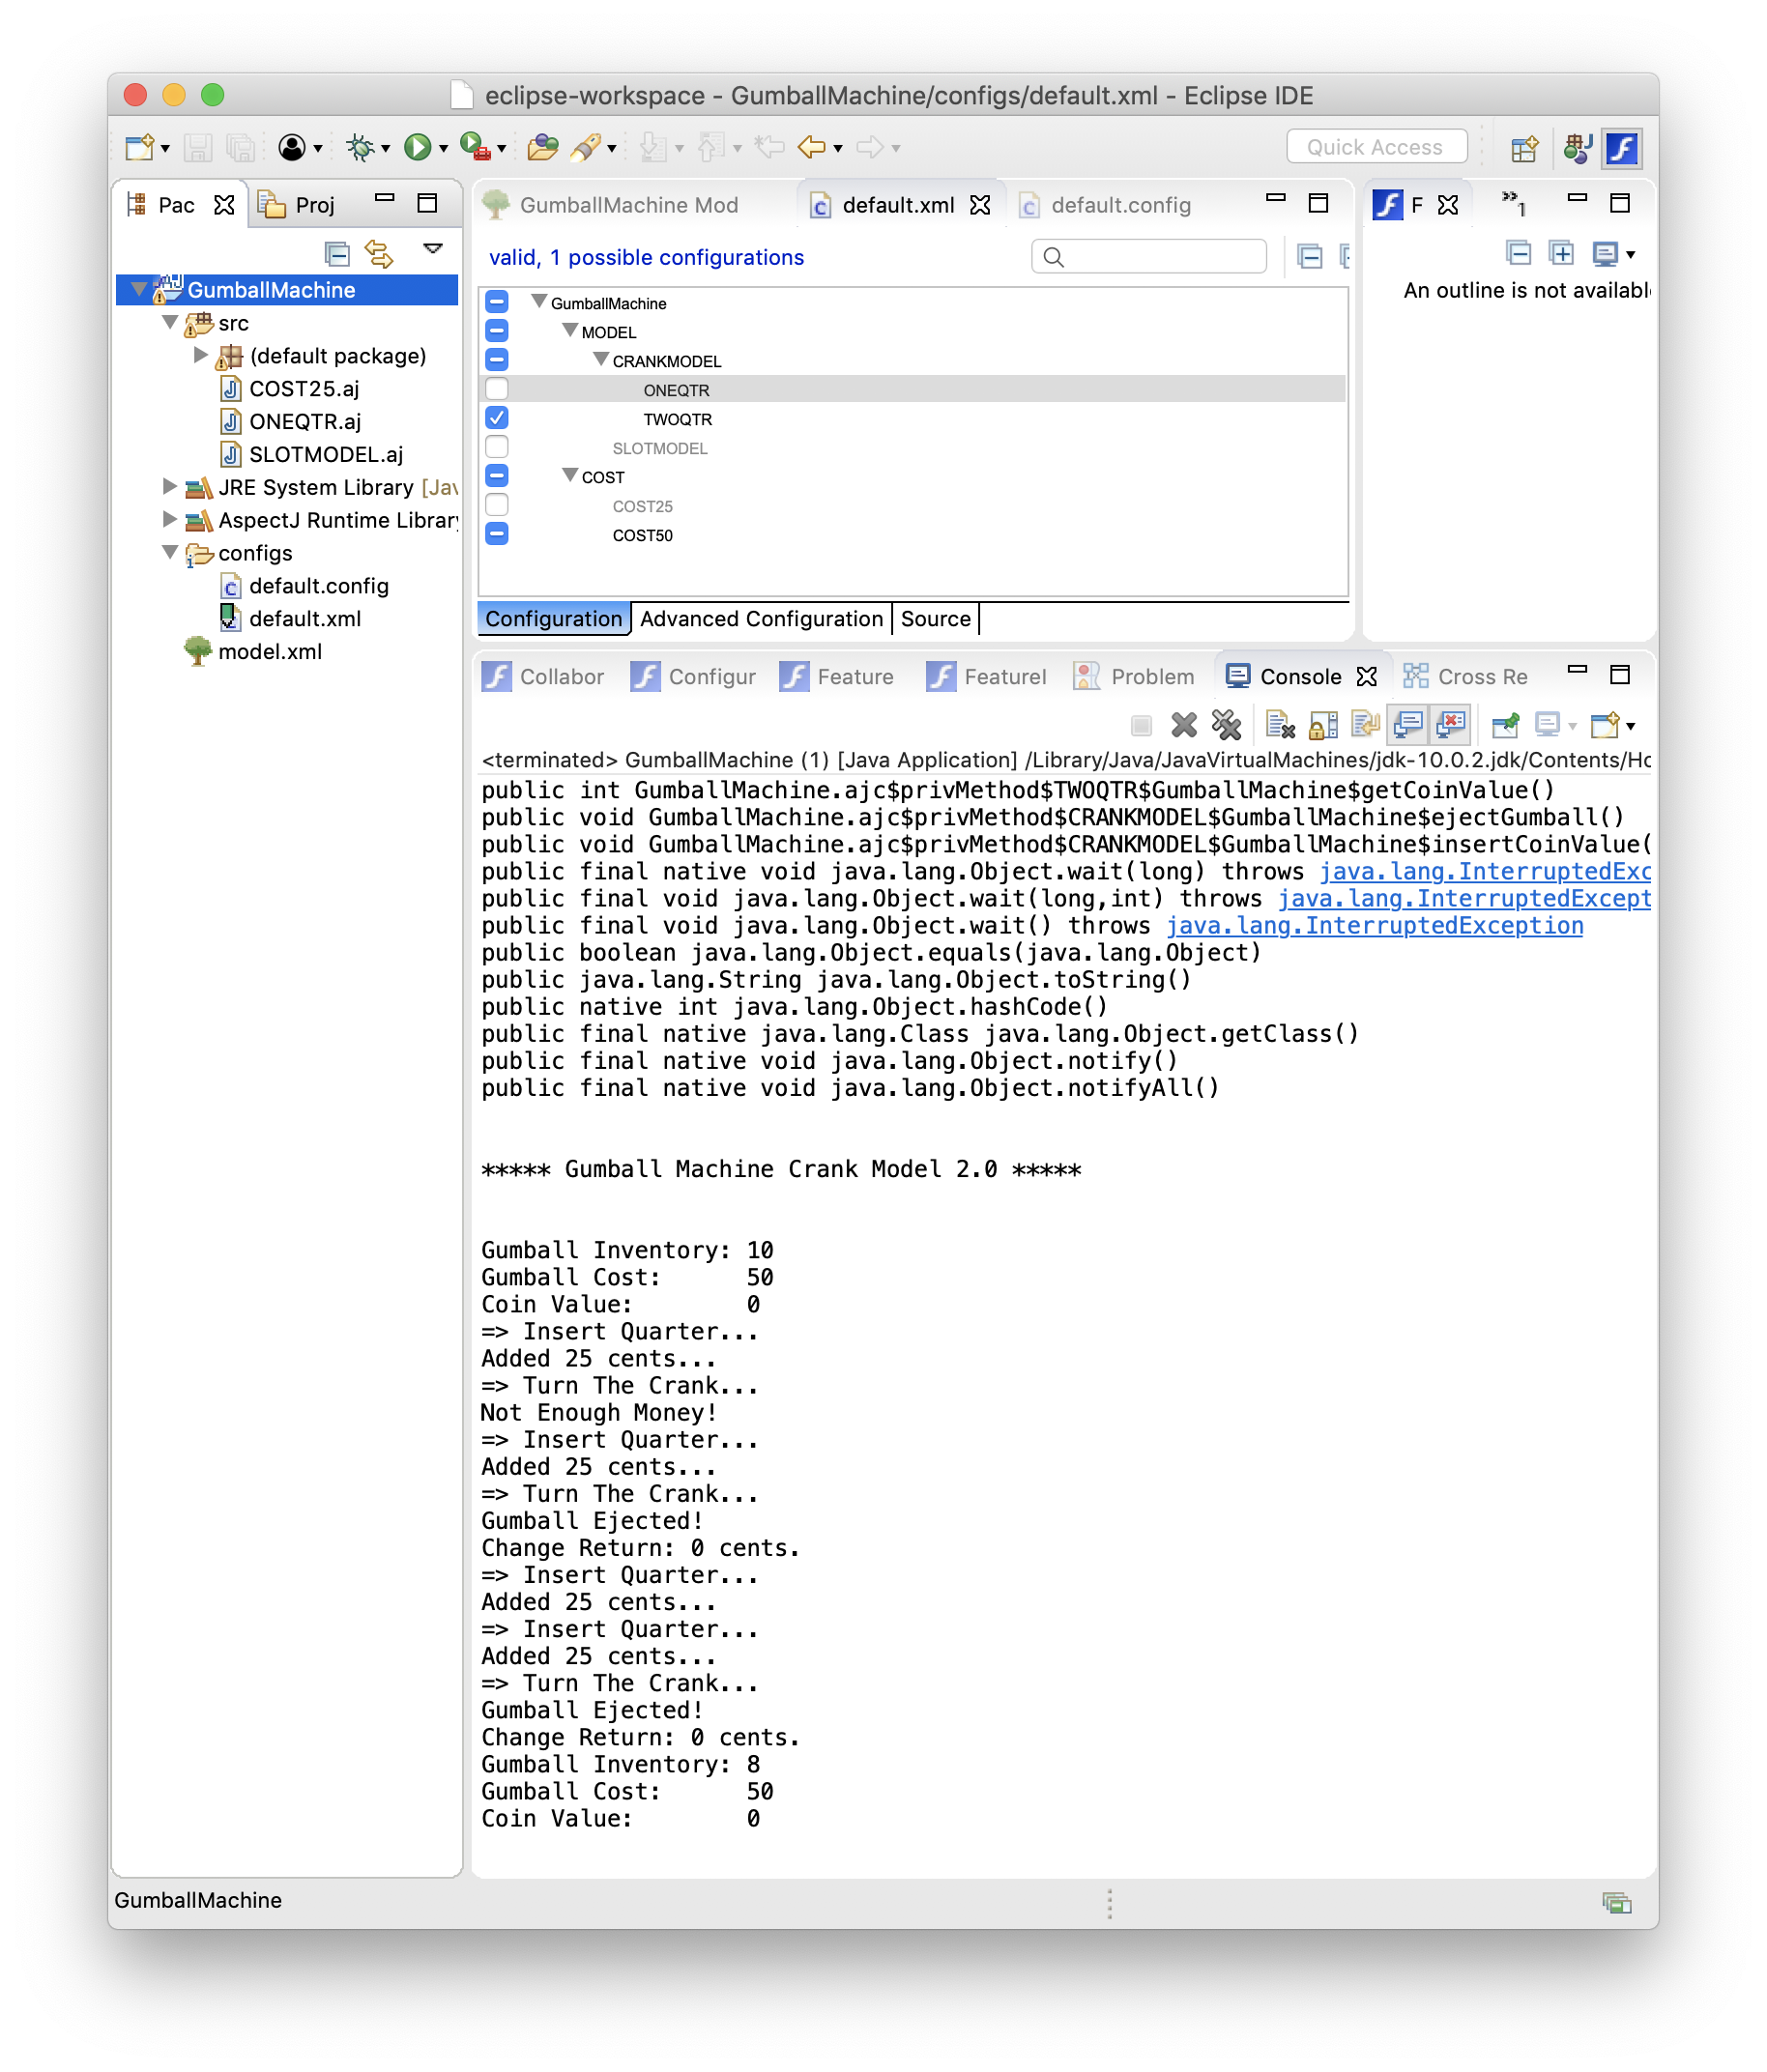 eclipse-workspace - GumballMachine/configs/default.xml - Eclipse IDE
Quick Access
Pac
Proj
GumballMachine
src
(default package)
COST25.aj
ONEQTR.aj
SLOTMODEL.aj
JRE System Library [Jav
AspectJ Runtime Library
configs
default.config
default.xml
model.xml
GumballMachine Mod
default.xml
default.config
valid, 1 possible configurations
GumballMachine
MODEL
CRANKMODEL
ONEQTR
TWOQTR
SLOTMODEL
COST
COST25
COST50
Configuration
Advanced Configuration
Source
F
»1
An outline is not availabl
Collabor
Configur
Feature
FeatureI
Problem
Console
Cross Re
<terminated> GumballMachine (1) [Java Application] /Library/Java/JavaVirtualMachines/jdk-10.0.2.jdk/Contents/Ho
public int GumballMachine.ajc$privMethod$TWOQTR$GumballMachine$getCoinValue()
public void GumballMachine.ajc$privMethod$CRANKMODEL$GumballMachine$ejectGumball()
public void GumballMachine.ajc$privMethod$CRANKMODEL$GumballMachine$insertCoinValue(
public final native void java.lang.Object.wait(long) throws java.lang.InterruptedExc
public final void java.lang.Object.wait(long,int) throws java.lang.InterruptedExcept
public final void java.lang.Object.wait() throws java.lang.InterruptedException
public boolean java.lang.Object.equals(java.lang.Object)
public java.lang.String java.lang.Object.toString()
public native int java.lang.Object.hashCode()
public final native java.lang.Class java.lang.Object.getClass()
public final native void java.lang.Object.notify()
public final native void java.lang.Object.notifyAll()
***** Gumball Machine Crank Model 2.0 *****
Gumball Inventory: 10
Gumball Cost: 50
Coin Value: 0
=> Insert Quarter...
Added 25 cents...
=> Turn The Crank...
Not Enough Money!
=> Insert Quarter...
Added 25 cents...
=> Turn The Crank...
Gumball Ejected!
Change Return: 0 cents.
=> Insert Quarter...
Added 25 cents...
=> Insert Quarter...
Added 25 cents...
=> Turn The Crank...
Gumball Ejected!
Change Return: 0 cents.
Gumball Inventory: 8
Gumball Cost: 50
Coin Value: 0
GumballMachine